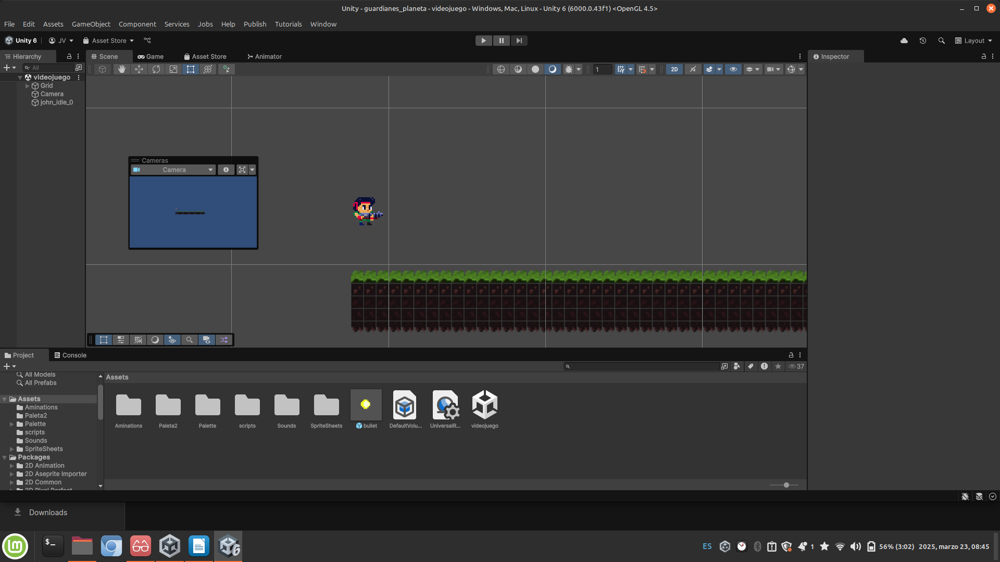 Unity - guardianes_planeta - videojuego - Windows, Mac, Linux - Unity 6 (6000.0.43f1) <OpenGL 4.5>
File Edit Assets GameObject Component Services Jobs Help Publish Tutorials Window
Unity 6 JV Asset Store Layout
Hierarchy Scene Game Asset Store Animator Inspector
All 1 2D
videojuego
Grid
Camera
john_idle_0
Cameras
Camera
Project Console
37
All Models
All Prefabs
Assets
Aminations
Paleta2
Palette
scripts
Sounds
SpriteSheets
Packages
2D Animation
2D Aseprite Importer
2D Common
2D Pixel Perfect
Assets
Aminations Paleta2 Palette scripts Sounds SpriteSheets bullet DefaultVolu... UniversalR... videojuego
Downloads
$_ 6 ES 1 56% (3:02) 2025, marzo 23, 08:45